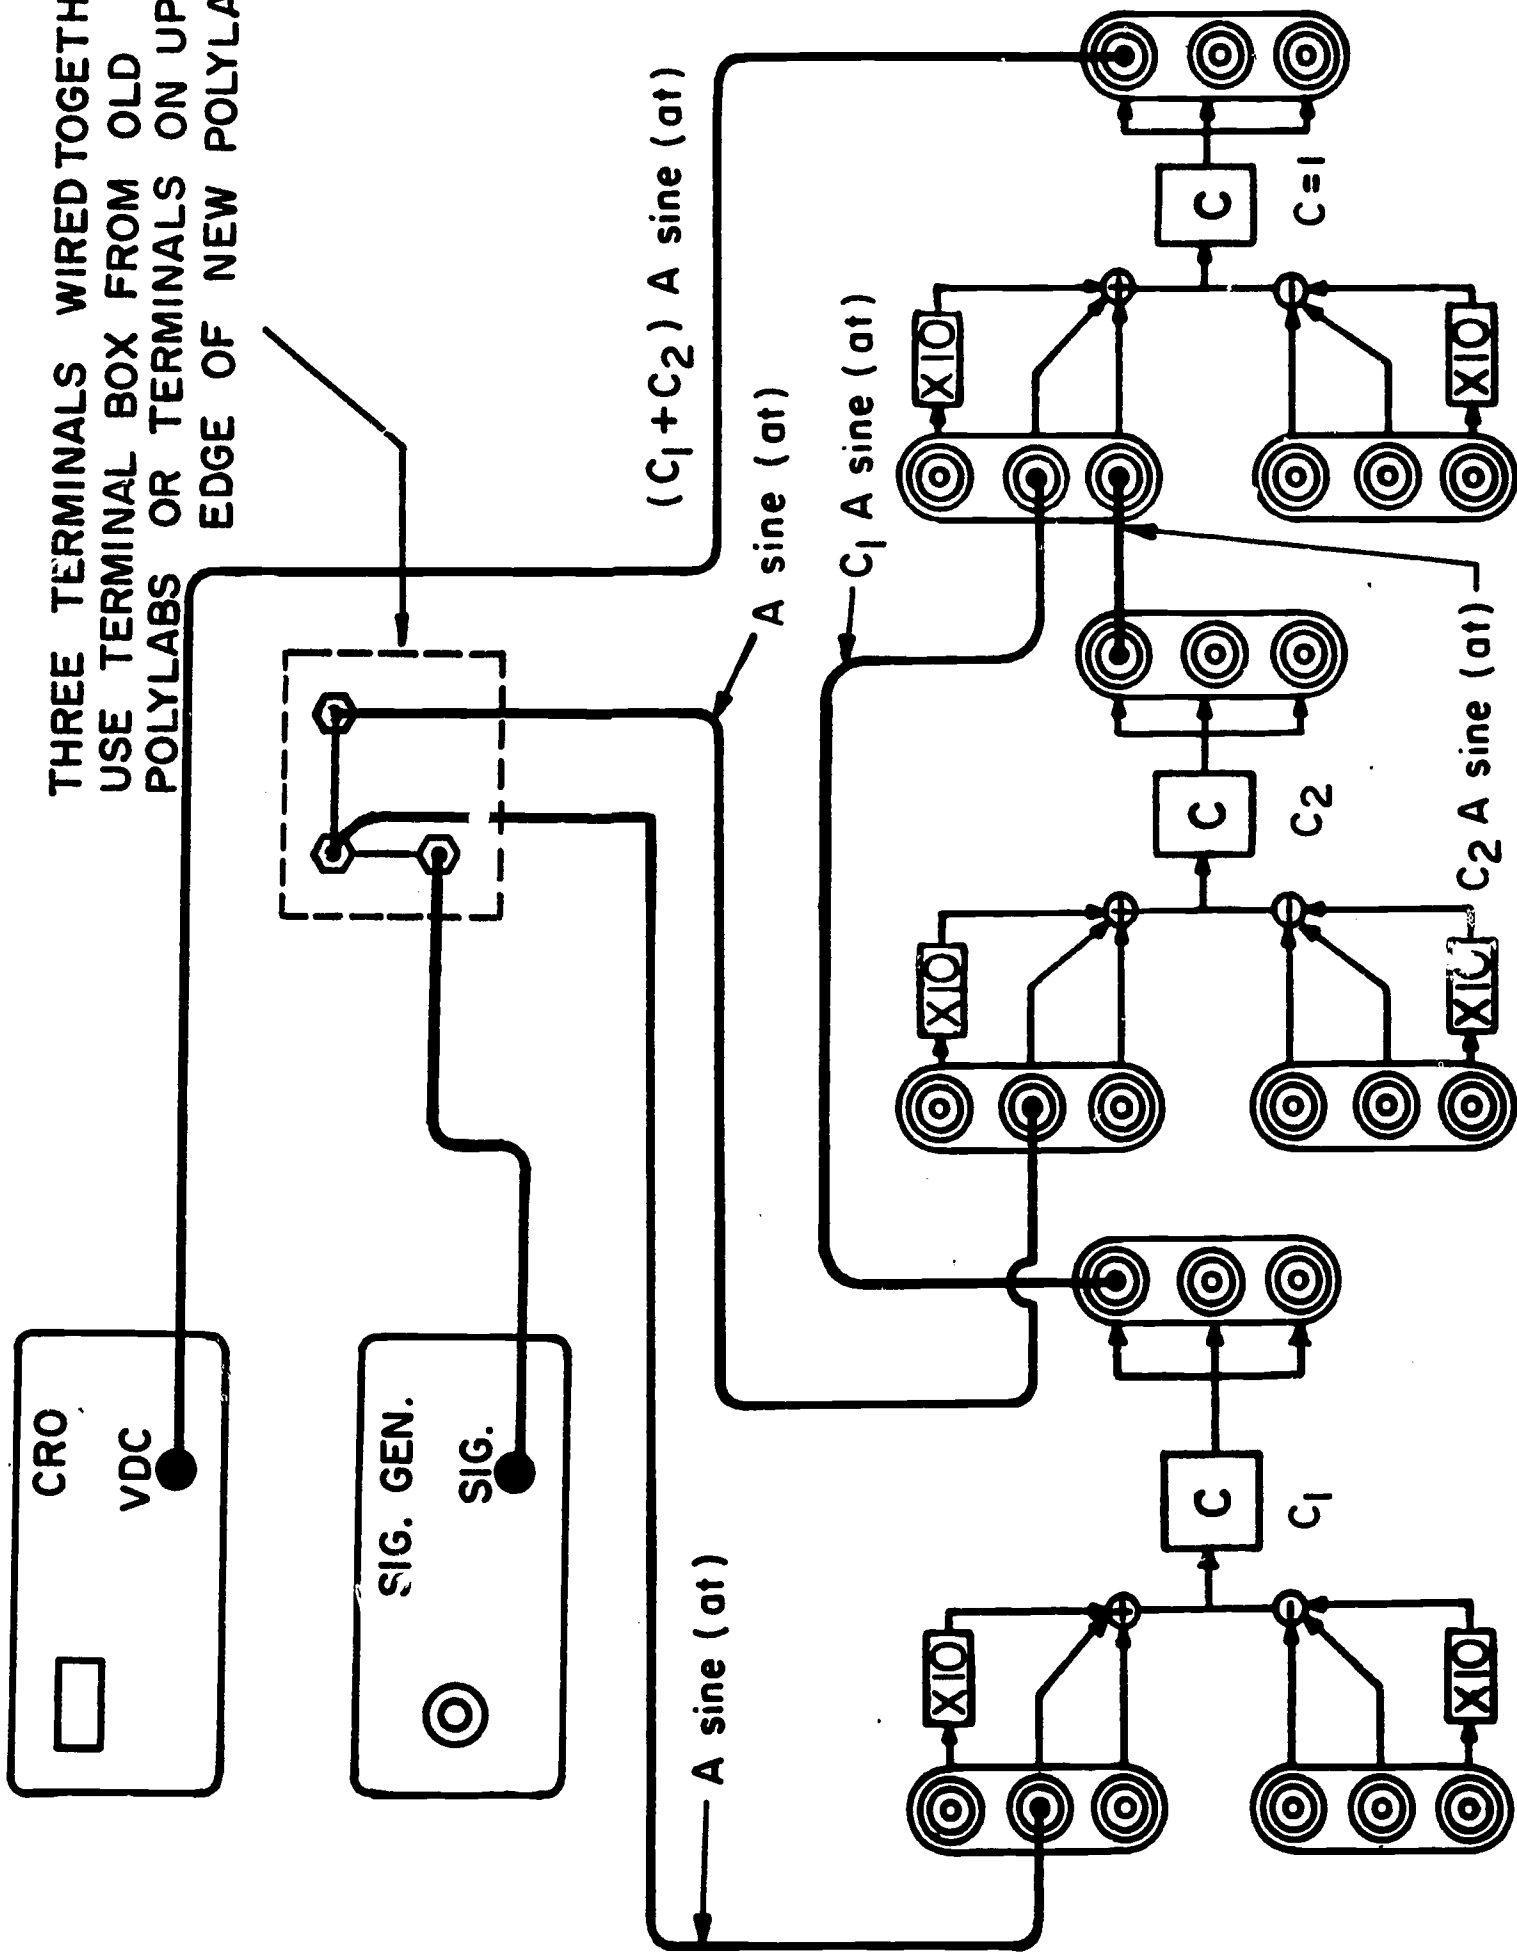 THREE TERMINALS WIRED TOGETH
USE TERMINAL BOX FROM OLD
POLYLABS OR TERMINALS ON UP
EDGE OF NEW POLYLA
CRO
VDC
SIG. GEN.
SIG.
(C1+C2) A sine (at)
A sine (at)
C1 A sine (at)
A sine (at)
X10
X10
X10
+
+
+
C
C1
C
C2
C
C=1
X10
X10
X10
C2 A sine (at)